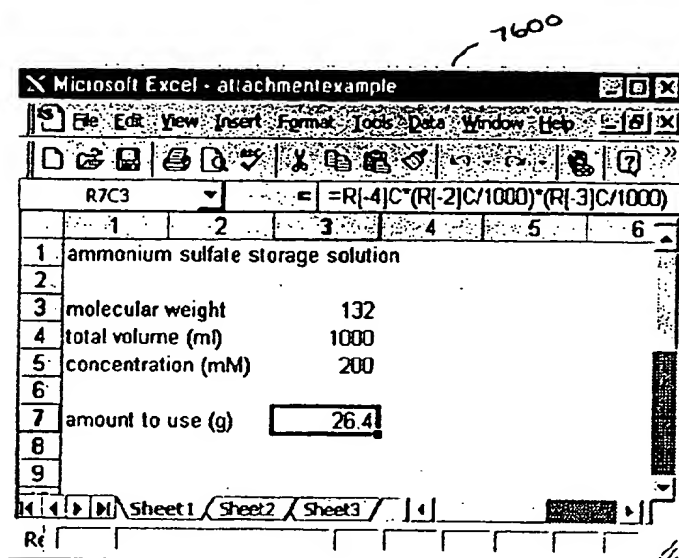 7600
Microsoft Excel - attachmentexample
File Edit View Insert Format Tools Data Window Help
R7C3 = =R[-4]C*(R[-2]C/1000)*(R[-3]C/1000)
1 2 3 4 5 6
1 ammonium sulfate storage solution
2
3 molecular weight 132
4 total volume (ml) 1000
5 concentration (mM) 200
6
7 amount to use (g) 26.4
8
9
Sheet1 Sheet2 Sheet3